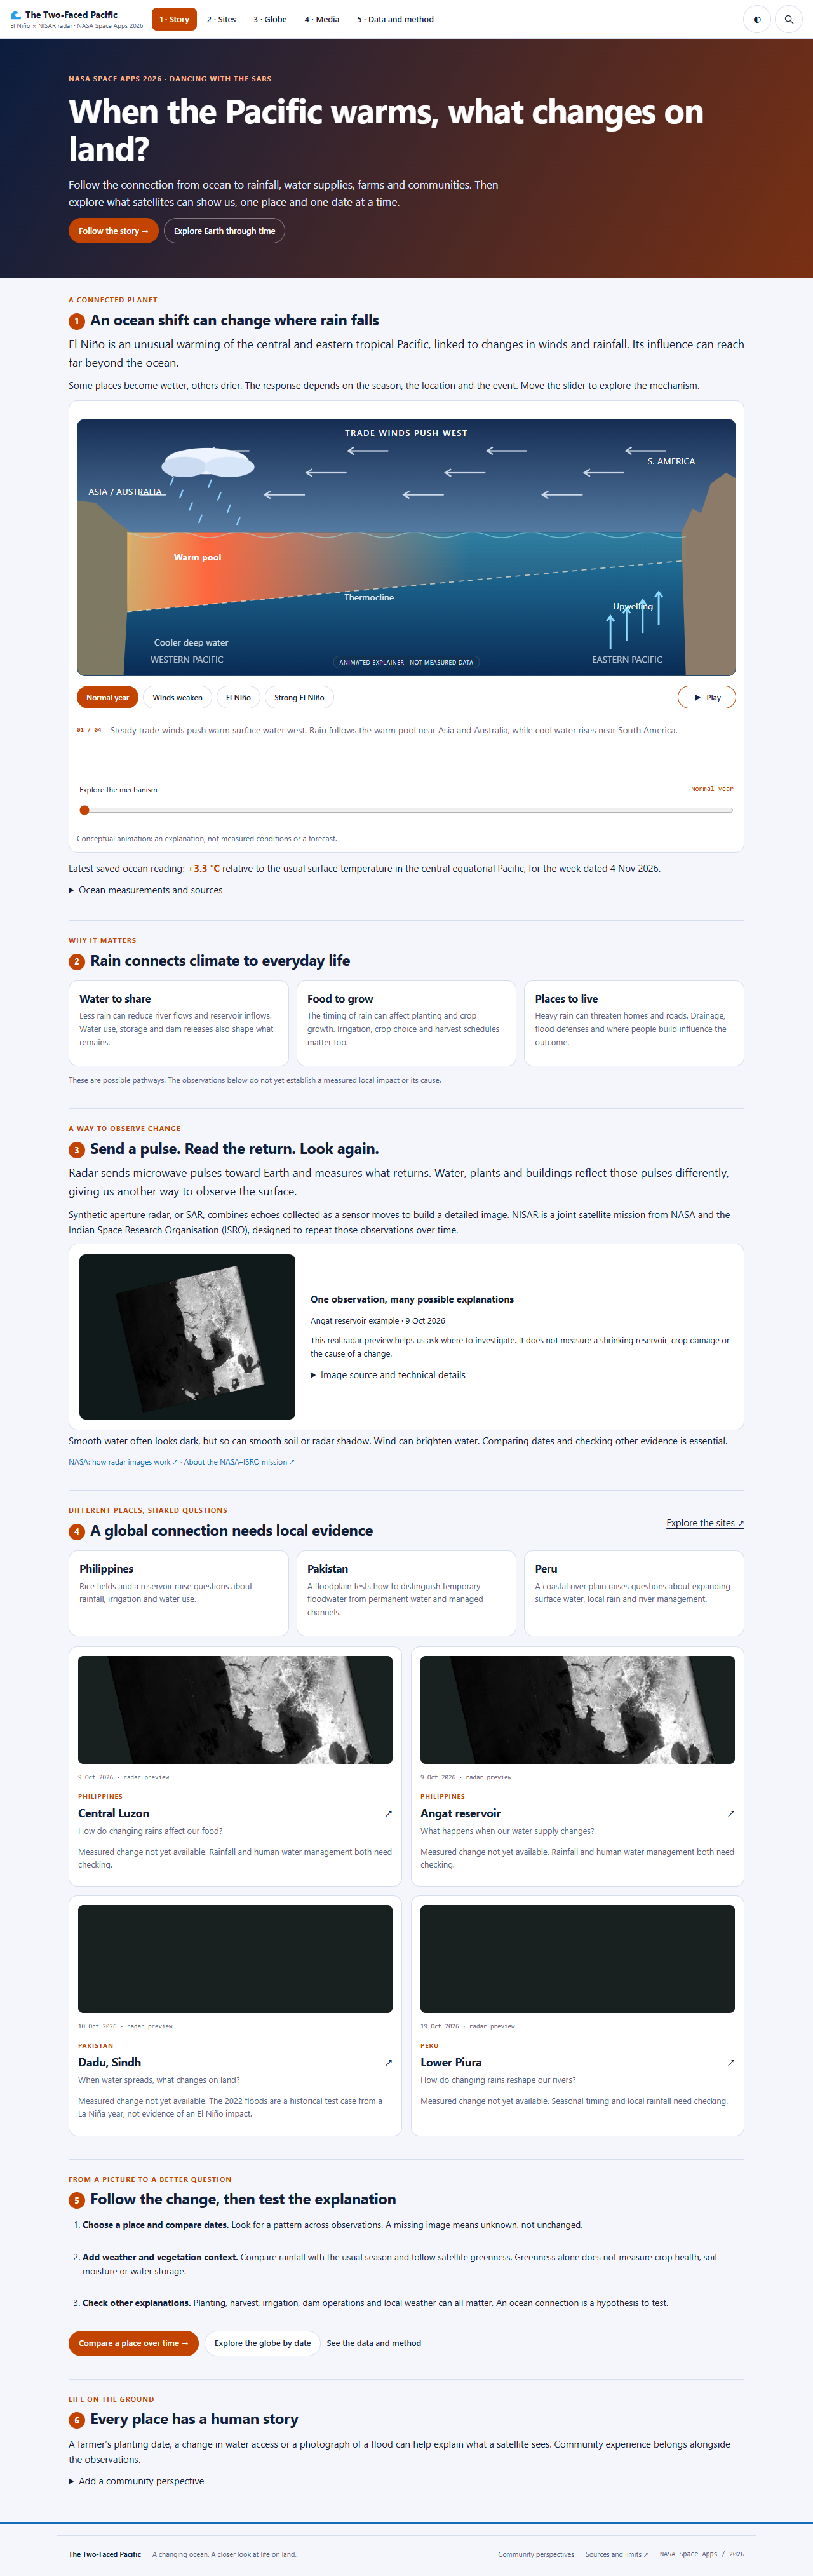 The Two-Faced Pacific
El Niño × NISAR radar · NASA Space Apps 2026
1 · Story
2 · Sites
3 · Globe
4 · Media
5 · Data and method
NASA SPACE APPS 2026 · DANCING WITH THE SARS
When the Pacific warms, what changes on
land?
Follow the connection from ocean to rainfall, water supplies, farms and communities. Then
explore what satellites can show us, one place and one date at a time.
Follow the story →
Explore Earth through time
A CONNECTED PLANET
1 An ocean shift can change where rain falls
El Niño is an unusual warming of the central and eastern tropical Pacific, linked to changes in winds and rainfall. Its influence can reach
far beyond the ocean.
Some places become wetter, others drier. The response depends on the season, the location and the event. Move the slider to explore the mechanism.
TRADE WINDS PUSH WEST
S. AMERICA
ASIA / AUSTRALIA
Warm pool
Thermocline
Upwelling
Cooler deep water
WESTERN PACIFIC
ANIMATED EXPLAINER · NOT MEASURED DATA
EASTERN PACIFIC
Normal year
Winds weaken
El Niño
Strong El Niño
▶ Play
01 / 04 Steady trade winds push warm surface water west. Rain follows the warm pool near Asia and Australia, while cool water rises near South America.
Explore the mechanism
Normal year
Conceptual animation: an explanation, not measured conditions or a forecast.
Latest saved ocean reading: +3.3 °C relative to the usual surface temperature in the central equatorial Pacific, for the week dated 4 Nov 2026.
▶ Ocean measurements and sources
WHY IT MATTERS
2 Rain connects climate to everyday life
Water to share
Less rain can reduce river flows and reservoir inflows.
Water use, storage and dam releases also shape what
remains.
Food to grow
The timing of rain can affect planting and crop
growth. Irrigation, crop choice and harvest schedules
matter too.
Places to live
Heavy rain can threaten homes and roads. Drainage,
flood defenses and where people build influence the
outcome.
These are possible pathways. The observations below do not yet establish a measured local impact or its cause.
A WAY TO OBSERVE CHANGE
3 Send a pulse. Read the return. Look again.
Radar sends microwave pulses toward Earth and measures what returns. Water, plants and buildings reflect those pulses differently,
giving us another way to observe the surface.
Synthetic aperture radar, or SAR, combines echoes collected as a sensor moves to build a detailed image. NISAR is a joint satellite mission from NASA and the
Indian Space Research Organisation (ISRO), designed to repeat those observations over time.
One observation, many possible explanations
Angat reservoir example · 9 Oct 2026
This real radar preview helps us ask where to investigate. It does not measure a shrinking reservoir, crop damage or
the cause of a change.
▶ Image source and technical details
Smooth water often looks dark, but so can smooth soil or radar shadow. Wind can brighten water. Comparing dates and checking other evidence is essential.
NASA: how radar images work ↗ · About the NASA–ISRO mission ↗
DIFFERENT PLACES, SHARED QUESTIONS
4 A global connection needs local evidence
Explore the sites ↗
Philippines
Rice fields and a reservoir raise questions about
rainfall, irrigation and water use.
Pakistan
A floodplain tests how to distinguish temporary
floodwater from permanent water and managed
channels.
Peru
A coastal river plain raises questions about expanding
surface water, local rain and river management.
9 Oct 2026 · radar preview
PHILIPPINES
Central Luzon ↗
How do changing rains affect our food?
Measured change not yet available. Rainfall and human water management both need
checking.
9 Oct 2026 · radar preview
PHILIPPINES
Angat reservoir ↗
What happens when our water supply changes?
Measured change not yet available. Rainfall and human water management both need
checking.
10 Oct 2026 · radar preview
PAKISTAN
Dadu, Sindh ↗
When water spreads, what changes on land?
Measured change not yet available. The 2022 floods are a historical test case from a
La Niña year, not evidence of an El Niño impact.
19 Oct 2026 · radar preview
PERU
Lower Piura ↗
How do changing rains reshape our rivers?
Measured change not yet available. Seasonal timing and local rainfall need checking.
FROM A PICTURE TO A BETTER QUESTION
5 Follow the change, then test the explanation
1. Choose a place and compare dates. Look for a pattern across observations. A missing image means unknown, not unchanged.
2. Add weather and vegetation context. Compare rainfall with the usual season and follow satellite greenness. Greenness alone does not measure crop health, soil
moisture or water storage.
3. Check other explanations. Planting, harvest, irrigation, dam operations and local weather can all matter. An ocean connection is a hypothesis to test.
Compare a place over time →
Explore the globe by date
See the data and method
LIFE ON THE GROUND
6 Every place has a human story
A farmer's planting date, a change in water access or a photograph of a flood can help explain what a satellite sees. Community experience belongs alongside
the observations.
▶ Add a community perspective
The Two-Faced Pacific
A changing ocean. A closer look at life on land.
Community perspectives
Sources and limits ↗
NASA Space Apps / 2026